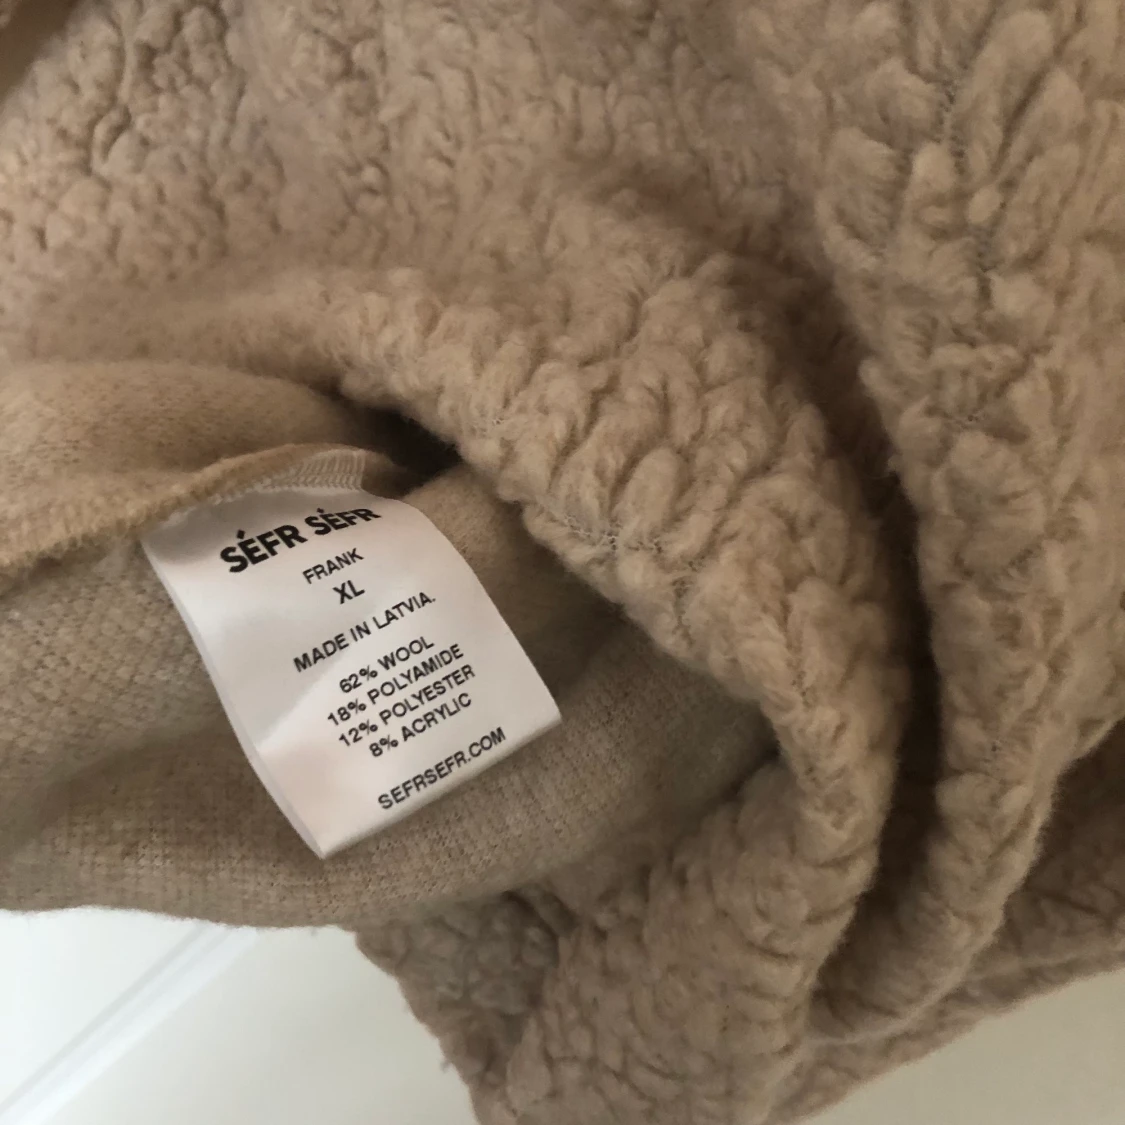 SÉFR SÉFR
FRANK
XL
MADE IN LATVIA.
62% WOOL
18% POLYAMIDE
12% POLYESTER
8% ACRYLIC
SEFRSEFR.COM